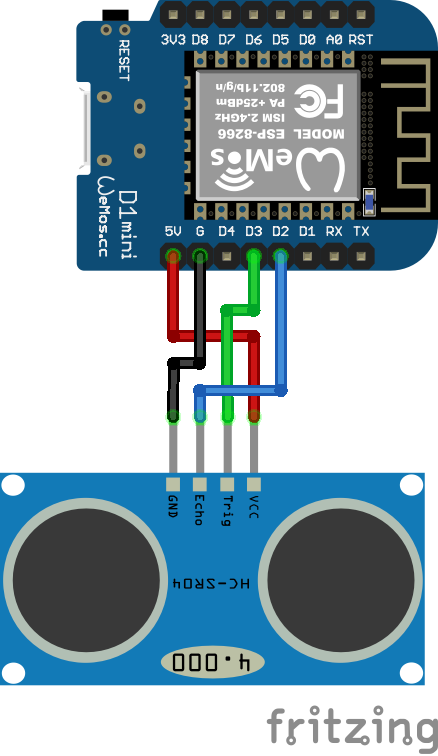 3V3 D8 D7 D6 D5 D0 A0 RST
RESET
802.11b/g/n
PA +25dBm
ISM 2.4GHz
MODEL ESP-8266
FC
WeMos
D1 mini
WeMos.cc
5V G D4 D3 D2 D1 RX TX
GND Echo Trig VCC
HC-SR04
4.000
fritzing